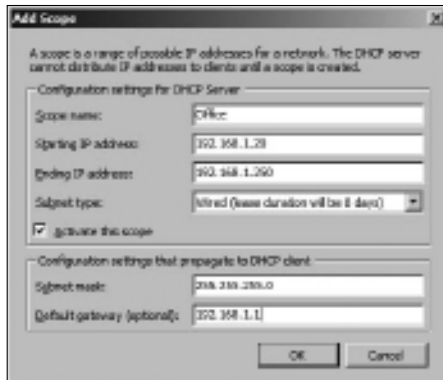 Add Scope
A scope is a range of possible IP addresses for a network. The DHCP server
cannot distribute IP addresses to clients until a scope is created.
Configuration settings for DHCP Server
Scope name: Office
Starting IP address: 192.168.1.20
Ending IP address: 192.168.1.250
Subnet type: Wired (lease duration will be 8 days)
Activate this scope
Configuration settings that propagate to DHCP client
Subnet mask: 255.255.255.0
Default gateway (optional): 192.168.1.1
OK Cancel